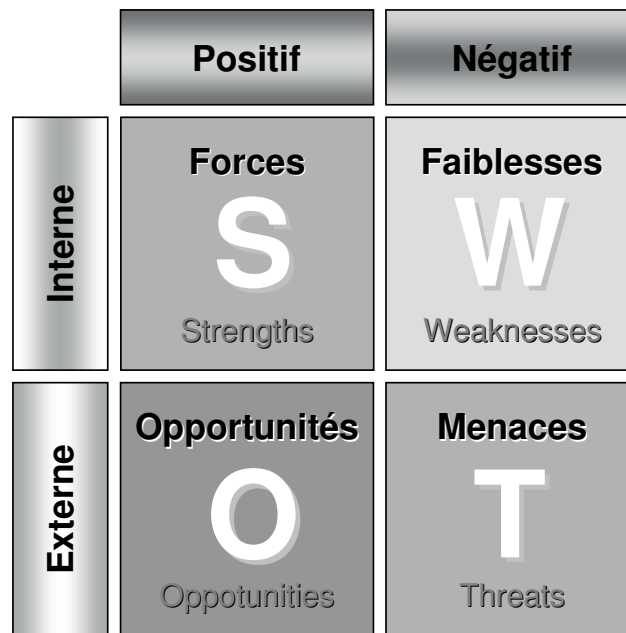 Positif
Négatif
Interne
Forces
S
Strengths
Faiblesses
W
Weaknesses
Externe
Opportunités
O
Oppotunities
Menaces
T
Threats